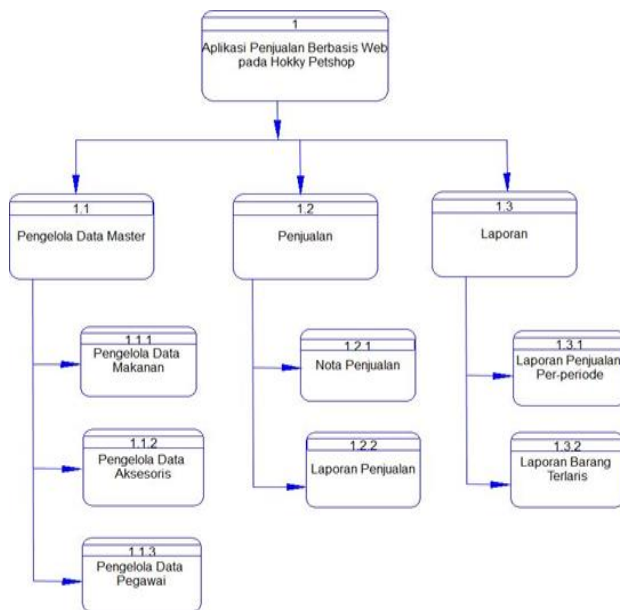 1
Aplikasi Penjualan Berbasis Web
pada Hokky Petshop
1.1
Pengelola Data Master
1.2
Penjualan
1.3
Laporan
1.1.1
Pengelola Data
Makanan
1.1.2
Pengelola Data
Aksesoris
1.1.3
Pengelola Data
Pegawai
1.2.1
Nota Penjualan
1.2.2
Laporan Penjualan
1.3.1
Laporan Penjualan
Per-periode
1.3.2
Laporan Barang
Terlaris